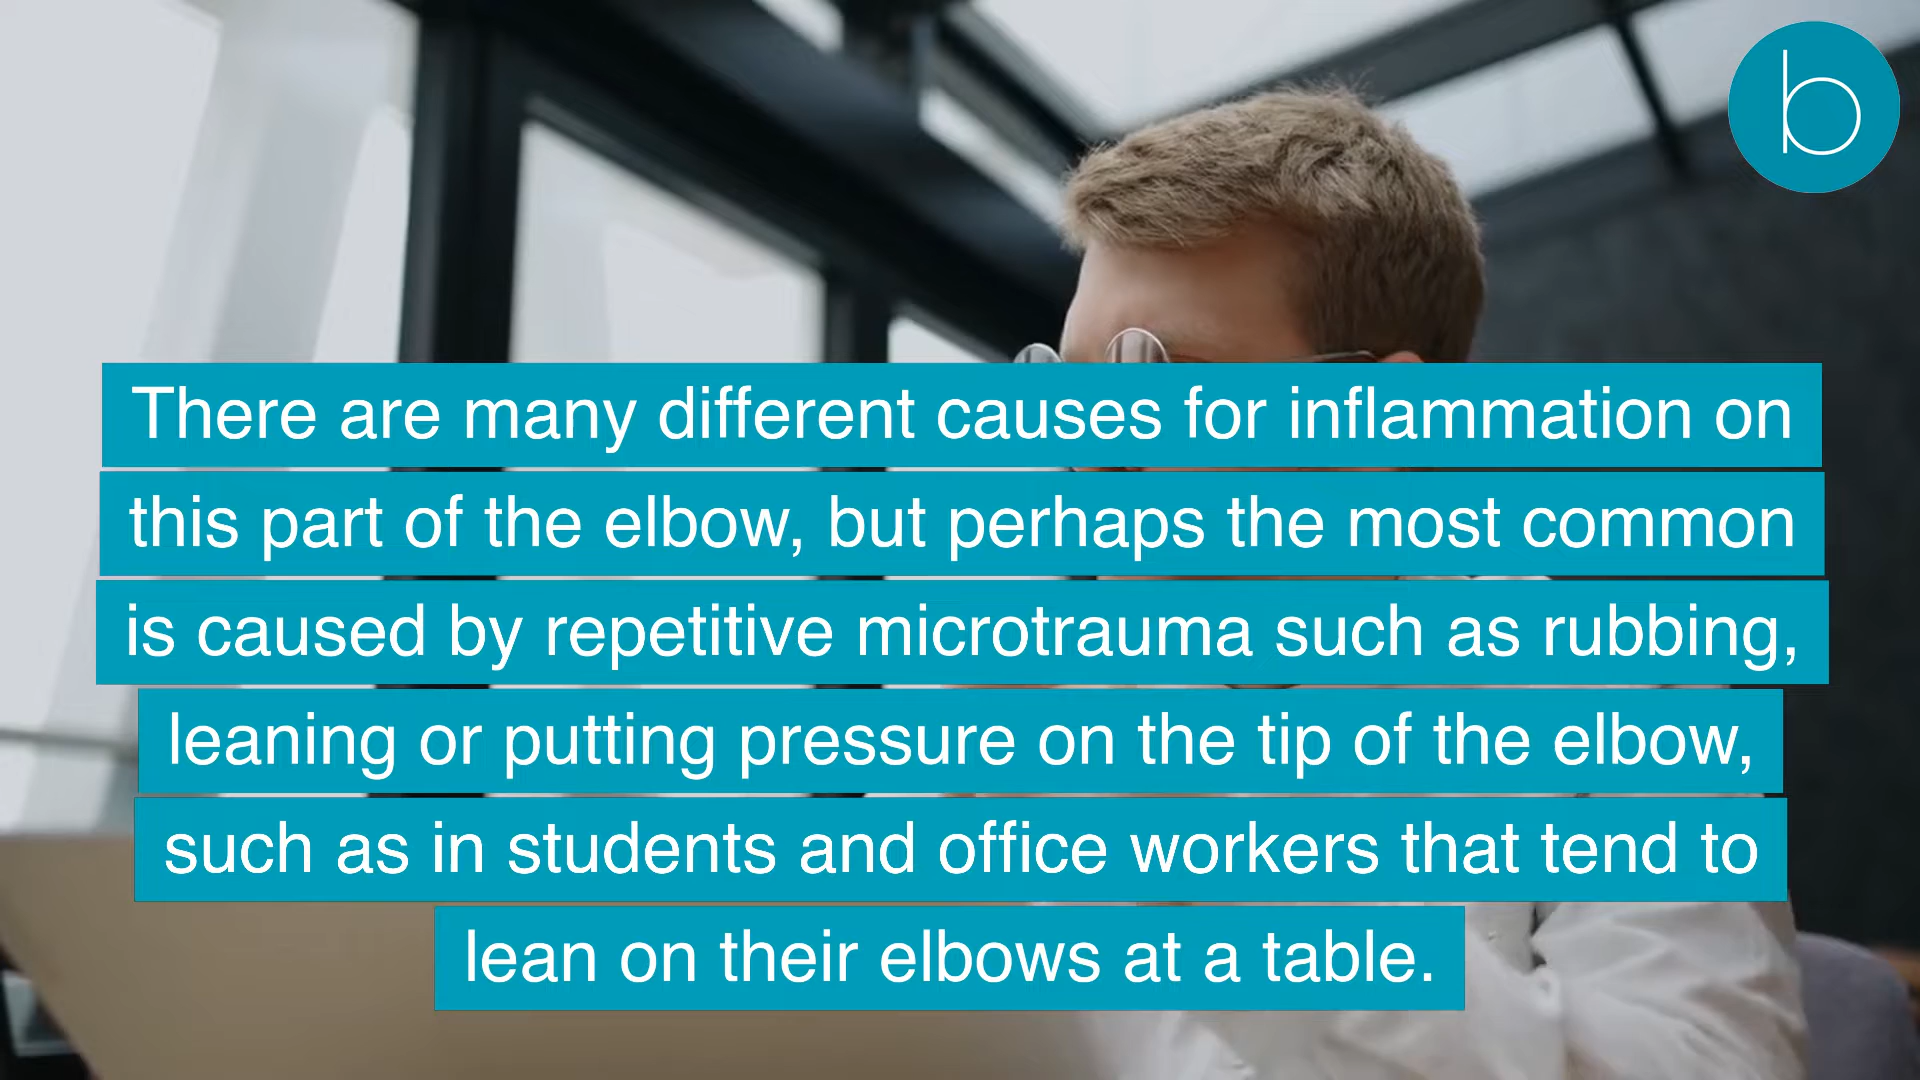 b
There are many different causes for inflammation on
this part of the elbow, but perhaps the most common
is caused by repetitive microtrauma such as rubbing,
leaning or putting pressure on the tip of the elbow,
such as in students and office workers that tend to
lean on their elbows at a table.